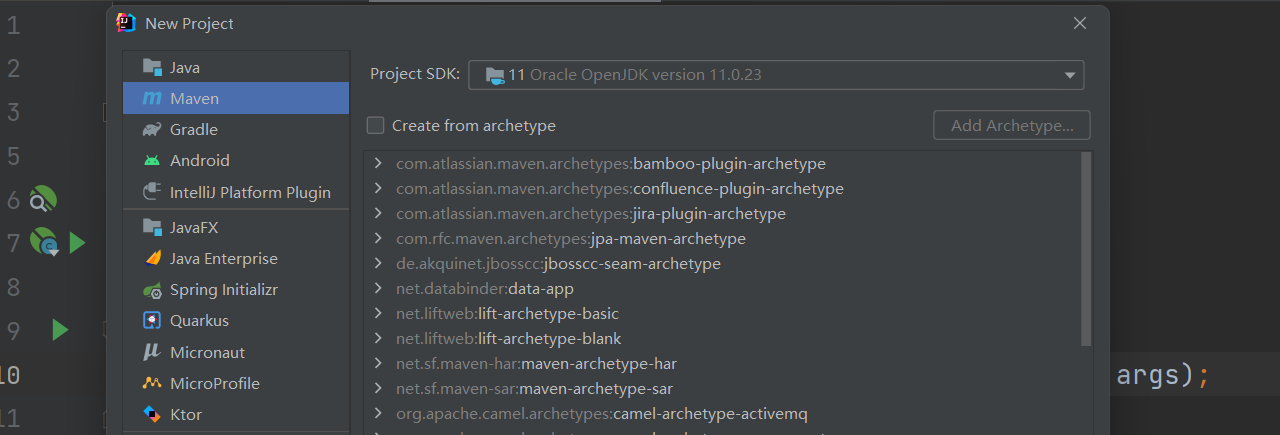 New Project
1
2
3
5
6
7
8
9
10
11
Java
Maven
Gradle
Android
IntelliJ Platform Plugin
JavaFX
Java Enterprise
Spring Initializr
Quarkus
Micronaut
MicroProfile
Ktor
Project SDK: 11 Oracle OpenJDK version 11.0.23
Create from archetype
Add Archetype...
com.atlassian.maven.archetypes:bamboo-plugin-archetype
com.atlassian.maven.archetypes:confluence-plugin-archetype
com.atlassian.maven.archetypes:jira-plugin-archetype
com.rfc.maven.archetypes:jpa-maven-archetype
de.akquinet.jbosscc:jbosscc-seam-archetype
net.databinder:data-app
net.liftweb:lift-archetype-basic
net.liftweb:lift-archetype-blank
net.sf.maven-har:maven-archetype-har
net.sf.maven-sar:maven-archetype-sar
org.apache.camel.archetypes:camel-archetype-activemq
args);